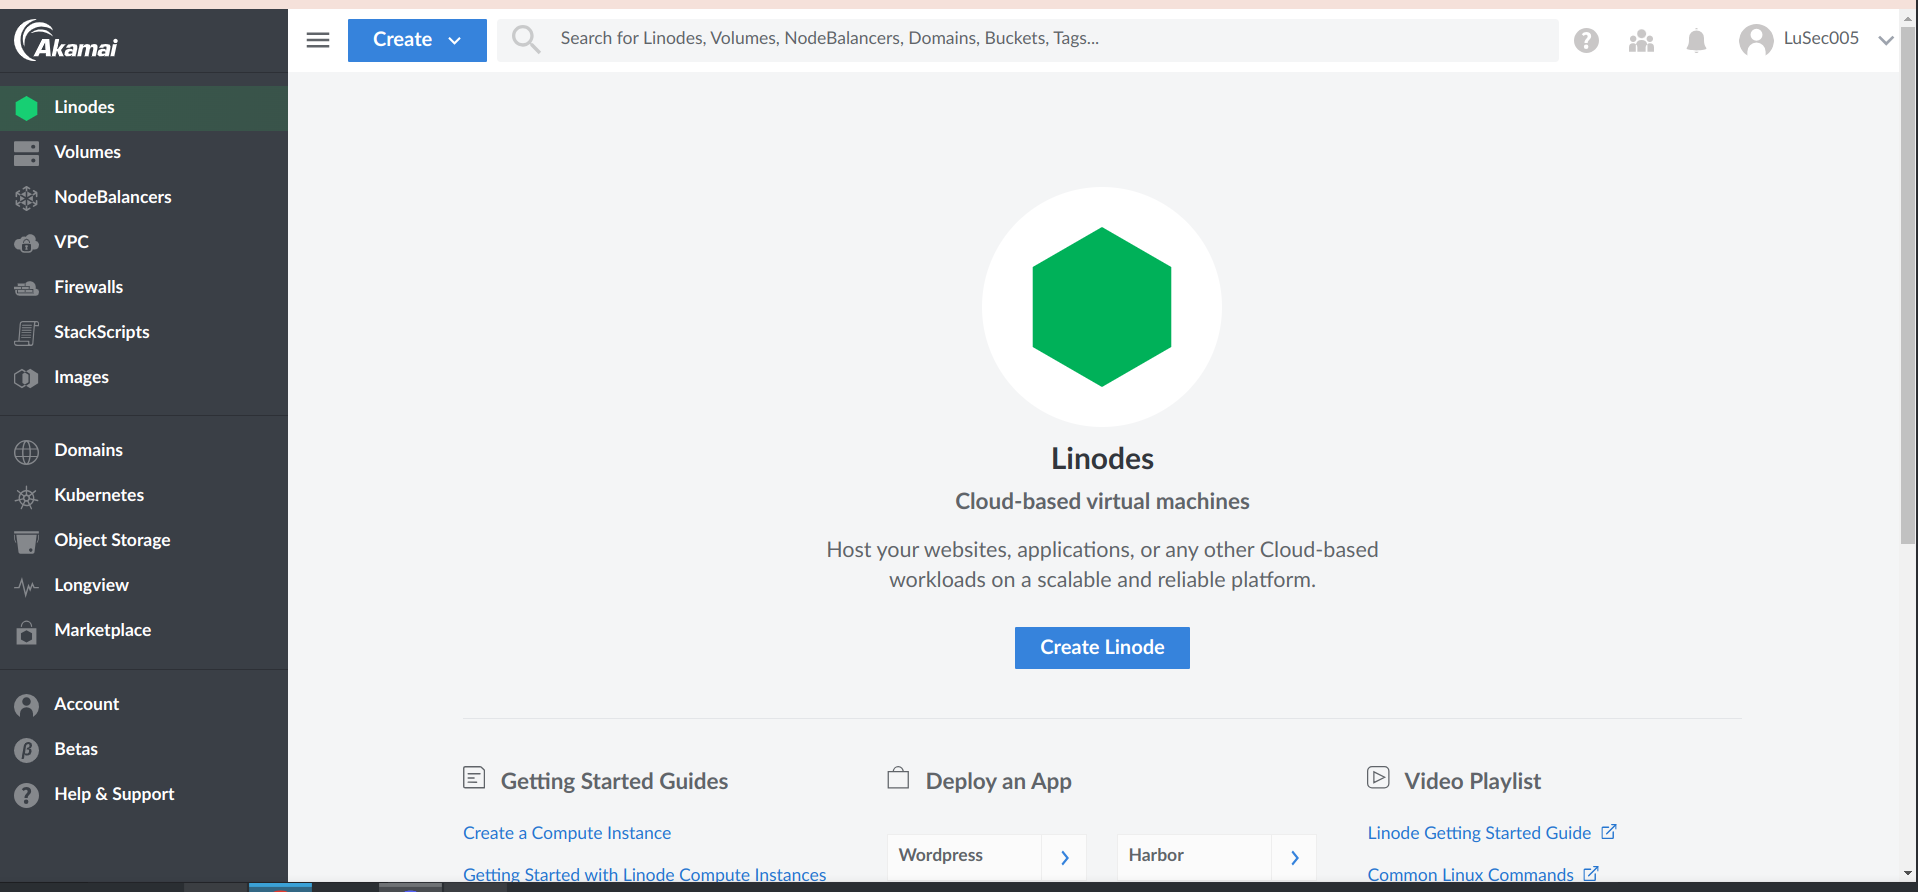 Akamai
Create
Search for Linodes, Volumes, NodeBalancers, Domains, Buckets, Tags...
LuSec005
Linodes
Volumes
NodeBalancers
VPC
Firewalls
StackScripts
Images
Domains
Kubernetes
Object Storage
Longview
Marketplace
Account
Betas
Help & Support
Linodes
Cloud-based virtual machines
Host your websites, applications, or any other Cloud-based
workloads on a scalable and reliable platform.
Create Linode
Getting Started Guides
Create a Compute Instance
Getting Started with Linode Compute Instances
Deploy an App
Wordpress
Harbor
Video Playlist
Linode Getting Started Guide
Common Linux Commands